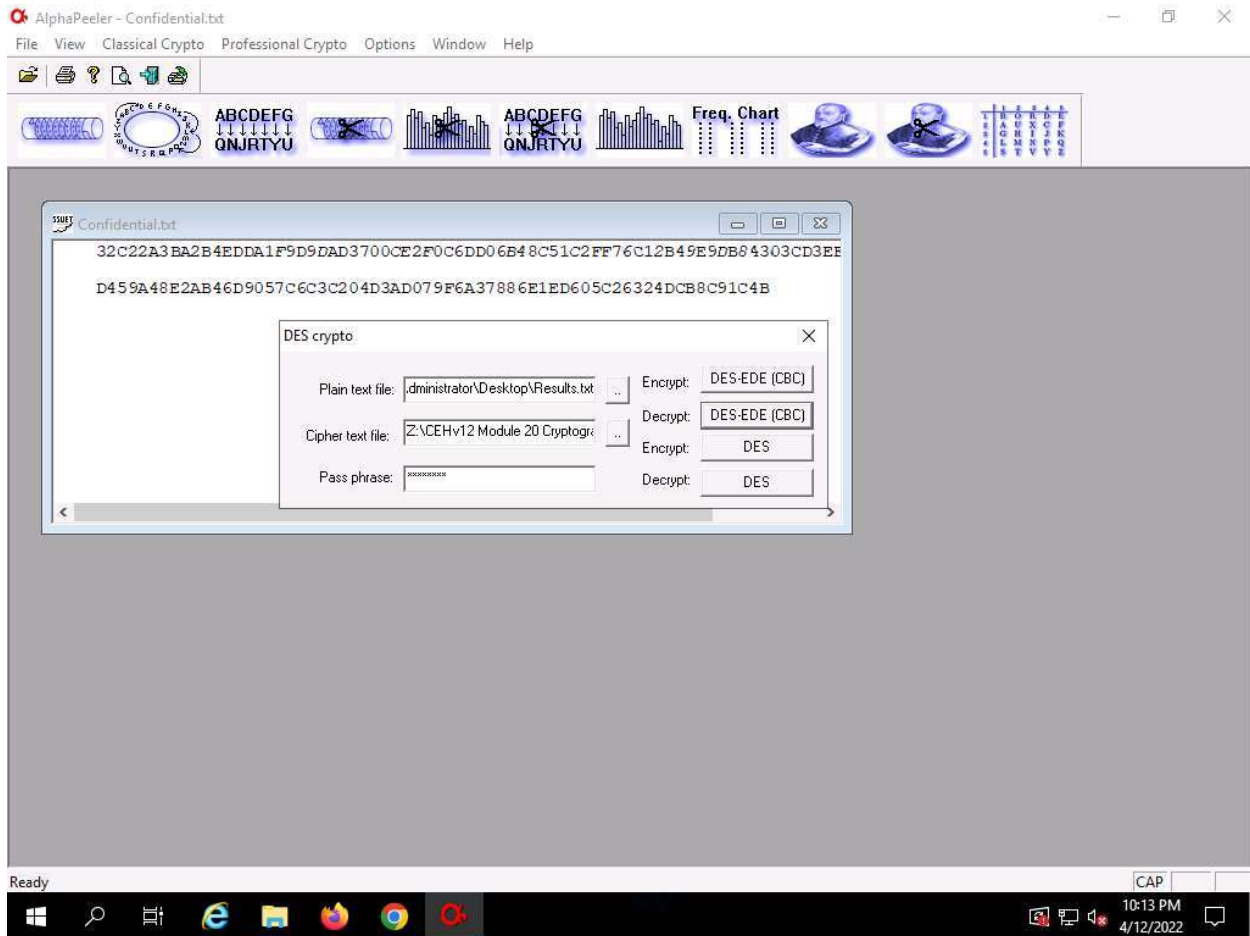 AlphaPeeler - Confidential.txt
File View Classical Crypto Professional Crypto Options Window Help
ABCDEFG
QNJRTYU
ABCDEFG
QNJRTYU
Freq. Chart
SSUET Confidential.txt
32C22A3BA2B4EDDA1F9D9DAD3700CE2F0C6DD06B48C51C2FF76C12B49E9DB84303CD3EE
D459A48E2AB46D9057C6C3C204D3AD079F6A37886E1ED605C26324DCB8C91C4B
DES crypto
Plain text file: .dministrator\Desktop\Results.txt .. Encrypt: DES-EDE (CBC)
Decrypt: DES-EDE (CBC)
Cipher text file: Z:\CEHv12 Module 20 Cryptogra ..
Encrypt: DES
Pass phrase: ******** Decrypt: DES
Ready CAP
10:13 PM
4/12/2022